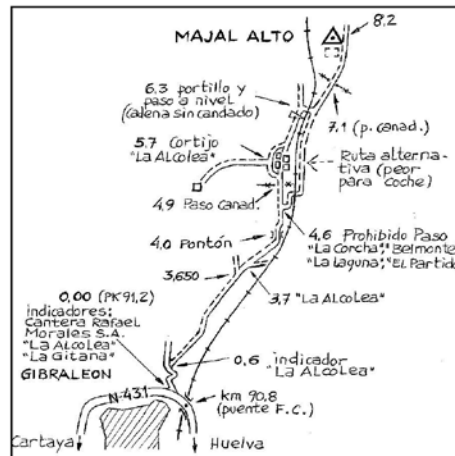 MAJAL ALTO
8,2
6.3 portillo y
paso a nivel
(cadena sin candado)
7,1 (p. canad.)
5.7 Cortijo
"La Alcolea"
Ruta alterna-
tiva (peor
para coche)
4,9 Paso Canad
4,6 Prohibido Paso
"La Corcha", "Belmonte
"La laguna", "El Partido
4,0 Pontón
3,650
3,7 "La Alcolea"
0,00 (PK 91,2)
Indicadores:
Cantera Rafael
Morales S.A.
"La Alcolea"
"La Gitana"
GIBRALEON
0,6 indicador
"La Alcolea"
N-431
km 90,8
(puente F.C.)
Cartaya
Huelva